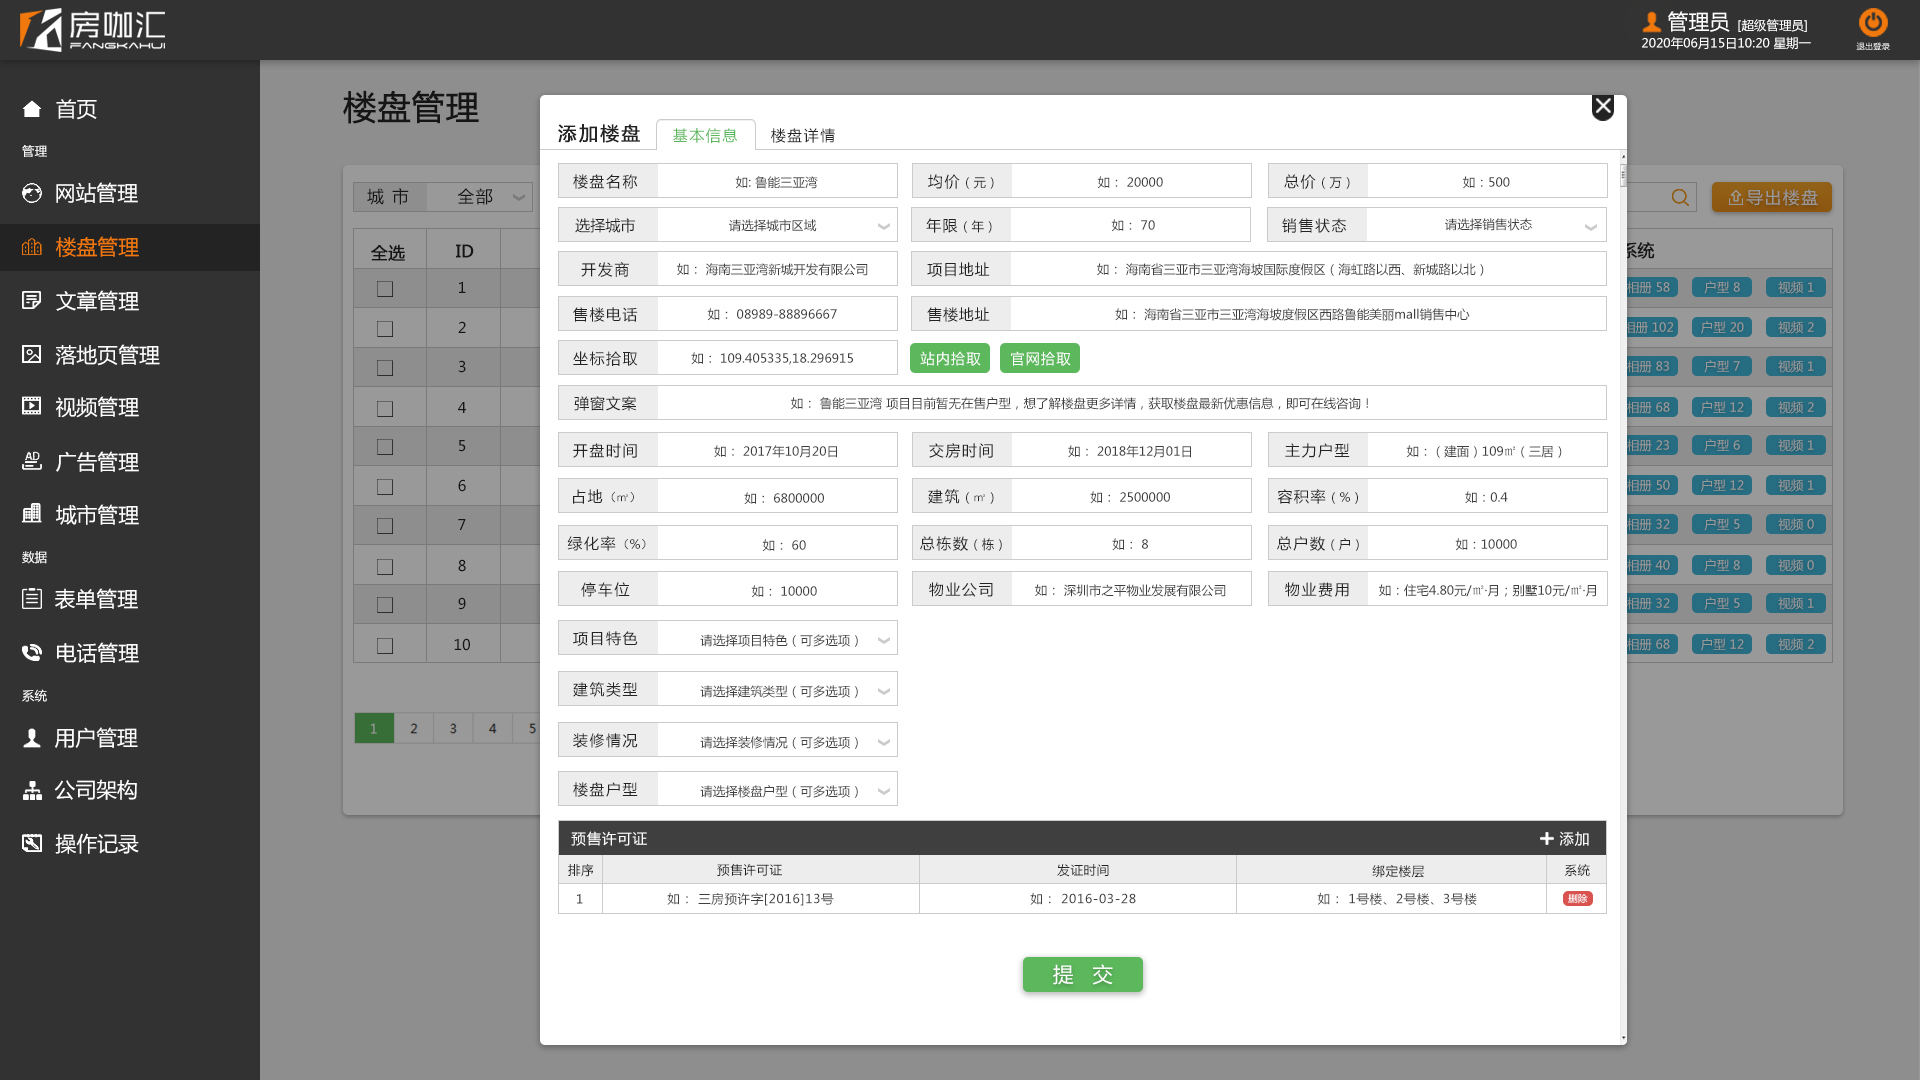 房咖汇
FANGKAHUI
管理员 [超级管理员]
2020年06月15日10:20 星期一
退出登录
首页
管理
网站管理
楼盘管理
文章管理
落地页管理
视频管理
AD 广告管理
城市管理
数据
表单管理
电话管理
系统
用户管理
公司架构
操作记录
楼盘管理
城 市 全部
导出楼盘
全选 ID 系统
1 相册 58 户型 8 视频 1
2 相册 102 户型 20 视频 2
3 相册 83 户型 7 视频 1
4 相册 68 户型 12 视频 2
5 相册 23 户型 6 视频 1
6 相册 50 户型 12 视频 1
7 相册 32 户型 5 视频 0
8 相册 40 户型 8 视频 0
9 相册 32 户型 5 视频 1
10 相册 68 户型 12 视频 2
1 2 3 4 5
添加楼盘 基本信息 楼盘详情
楼盘名称 如: 鲁能三亚湾 均价（元） 如： 20000 总价（万） 如：500
选择城市 请选择城市区域 年限（年） 如： 70 销售状态 请选择销售状态
开发商 如： 海南三亚湾新城开发有限公司 项目地址 如： 海南省三亚市三亚湾海坡国际度假区（海虹路以西、新城路以北）
售楼电话 如： 08989-88896667 售楼地址 如： 海南省三亚市三亚湾海坡度假区西路鲁能美丽mall销售中心
坐标拾取 如： 109.405335,18.296915 站内拾取 官网拾取
弹窗文案 如： 鲁能三亚湾 项目目前暂无在售户型，想了解楼盘更多详情，获取楼盘最新优惠信息，即可在线咨询！
开盘时间 如： 2017年10月20日 交房时间 如： 2018年12月01日 主力户型 如：（建面）109㎡（三居）
占地（㎡） 如： 6800000 建筑（㎡） 如： 2500000 容积率（%） 如：0.4
绿化率（%） 如： 60 总栋数（栋） 如： 8 总户数（户） 如：10000
停车位 如： 10000 物业公司 如： 深圳市之平物业发展有限公司 物业费用 如：住宅4.80元/㎡·月；别墅10元/㎡·月
项目特色 请选择项目特色（可多选项）
建筑类型 请选择建筑类型（可多选项）
装修情况 请选择装修情况（可多选项）
楼盘户型 请选择楼盘户型（可多选项）
预售许可证 添加
排序 预售许可证 发证时间 绑定楼层 系统
1 如： 三房预许字[2016]13号 如： 2016-03-28 如： 1号楼、2号楼、3号楼 删除
提 交